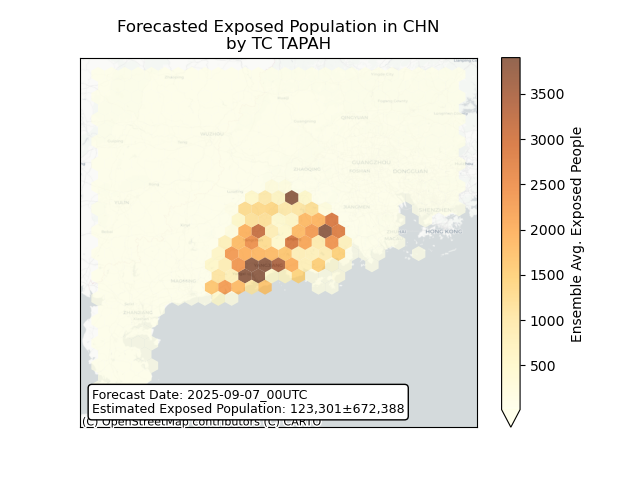 Forecasted Exposed Population in CHN
by TC TAPAH
3500
3000
2500
2000
1500
1000
500
Ensemble Avg. Exposed People
HONG KONG
Forecast Date: 2025-09-07_00UTC
Estimated Exposed Population: 123,301±672,388
(C) OpenStreetMap contributors (C) CARTO